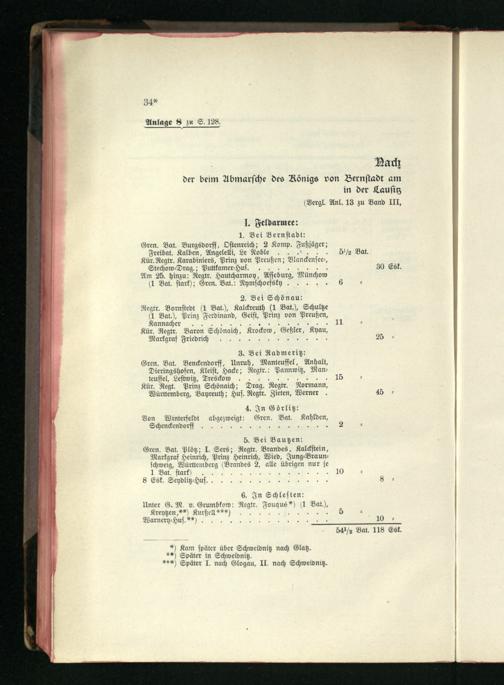 34*
Anlage 8 zu S. 128.
Nach
der beim Abmarsche des Königs von Bernstadt am
in der Lausitz
(Vergl. Anl. 13 zu Band III,
I. Feldarmee:
1. Bei Bernstadt:
Gren. Bat. Burgsdorff, Ostenreich; 2 Komp. Fußjäger;
Freibat. Kalben, Angelelli, Le Noble . . . . 5½ Bat.
Kür. Regtr. Karabiniers, Prinz von Preußen; Blanckensee,
Stechow-Drag.; Puttkamer-Hus. . . . . . . . 30 Esk.
Am 25. hinzu: Regtr. Hautcharmoy, Asseburg, Münchow
(1 Bat. stark); Gren. Bat.: Rymschoefsky . . . . . 6 "
2. Bei Schönau:
Regtr. Bornstedt (1 Bat.), Kalckreuth (1 Bat.), Schultze
(1 Bat.), Prinz Ferdinand, Geist, Prinz von Preußen,
Kannacher . . . . . . . . . . . . 11 "
Kür. Regtr. Baron Schönaich, Krockow, Geßler, Kyau,
Markgraf Friedrich . . . . . . . . . . 25 "
3. Bei Radmeritz:
Gren. Bat. Benckendorff, Unruh, Manteuffel, Anhalt,
Dieringshofen, Kleist, Hacke; Regtr.: Pannwitz, Man-
teuffel, Lestwitz, Treskow . . . . . . . . 15 "
Kür. Regt. Prinz Schönaich; Drag. Regtr. Normann,
Württemberg, Bayreuth; Hus. Regtr. Zieten, Werner . 45 "
4. In Görlitz:
Von Winterfeldt abgezweigt: Gren. Bat. Kahlden,
Schenckendorff . . . . . . . . . . . 2 "
5. Bei Bautzen:
Gren. Bat. Plötz; I. Sers; Regtr. Brandes, Kalckstein,
Markgraf Heinrich, Prinz Heinrich, Wied, Jung-Braun-
schweig, Württemberg (Brandes 2, alle übrigen nur je
1 Bat. stark) . . . . . . . . . . . 10 "
8 Esk. Seydlitz-Hus. . . . . . . . . . . 8 "
6. In Schlesien:
Unter G. M. v. Grumbkow: Regtr. Fouqué*) (1 Bat.),
Kreytzen,**) Kurßell***) . . . . . . . . 5 "
Warnery-Hus.**) . . . . . . . . . . . 10 "
54½ Bat. 118 Esk.
*) Kam später über Schweidnitz nach Glatz.
**) Später in Schweidnitz.
***) Später I. nach Glogau, II. nach Schweidnitz.